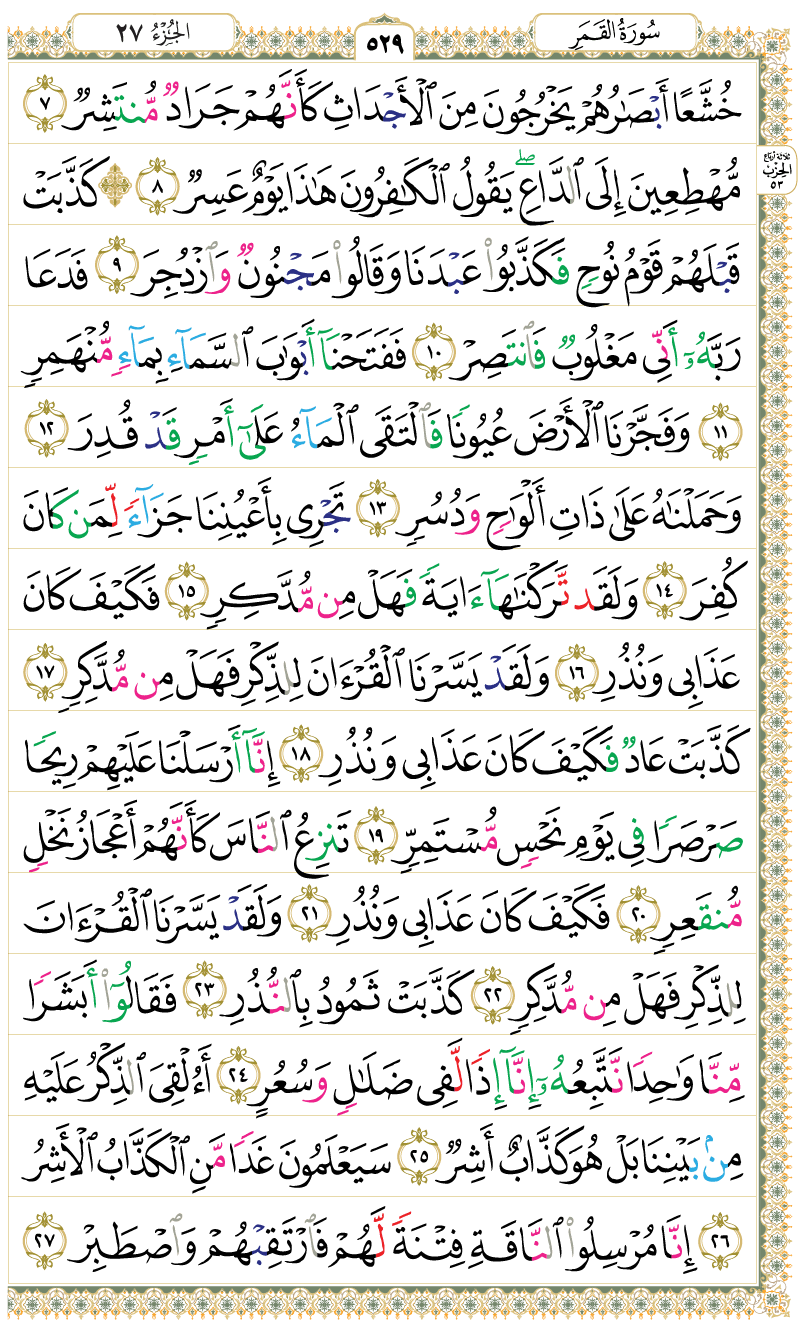 سُورَةُ القَمَرِ
٥٢٩
الجُزْءُ ٢٧
خُشَّعًا أَبْصَٰرُهُمْ يَخْرُجُونَ مِنَ ٱلْأَجْدَاثِ كَأَنَّهُمْ جَرَادٌ مُّنتَشِرٌ ٧
مُّهْطِعِينَ إِلَى ٱلدَّاعِ ۖ يَقُولُ ٱلْكَٰفِرُونَ هَٰذَا يَوْمٌ عَسِرٌ ٨ ۞ كَذَّبَتْ
ثلاثة أرباع
الحزب
٥٣
قَبْلَهُمْ قَوْمُ نُوحٍ فَكَذَّبُوا۟ عَبْدَنَا وَقَالُوا۟ مَجْنُونٌ وَٱزْدُجِرَ ٩ فَدَعَا
رَبَّهُۥٓ أَنِّى مَغْلُوبٌ فَٱنتَصِرْ ١٠ فَفَتَحْنَآ أَبْوَٰبَ ٱلسَّمَآءِ بِمَآءٍ مُّنْهَمِرٍ
١١ وَفَجَّرْنَا ٱلْأَرْضَ عُيُونًا فَٱلْتَقَى ٱلْمَآءُ عَلَىٰٓ أَمْرٍ قَدْ قُدِرَ ١٢
وَحَمَلْنَٰهُ عَلَىٰ ذَاتِ أَلْوَٰحٍ وَدُسُرٍ ١٣ تَجْرِى بِأَعْيُنِنَا جَزَآءً لِّمَن كَانَ
كُفِرَ ١٤ وَلَقَد تَّرَكْنَٰهَآ ءَايَةً فَهَلْ مِن مُّدَّكِرٍ ١٥ فَكَيْفَ كَانَ
عَذَابِى وَنُذُرِ ١٦ وَلَقَدْ يَسَّرْنَا ٱلْقُرْءَانَ لِلذِّكْرِ فَهَلْ مِن مُّدَّكِرٍ ١٧
كَذَّبَتْ عَادٌ فَكَيْفَ كَانَ عَذَابِى وَنُذُرِ ١٨ إِنَّآ أَرْسَلْنَا عَلَيْهِمْ رِيحًا
صَرْصَرًا فِى يَوْمِ نَحْسٍ مُّسْتَمِرٍّ ١٩ تَنزِعُ ٱلنَّاسَ كَأَنَّهُمْ أَعْجَازُ نَخْلٍ
مُّنقَعِرٍ ٢٠ فَكَيْفَ كَانَ عَذَابِى وَنُذُرِ ٢١ وَلَقَدْ يَسَّرْنَا ٱلْقُرْءَانَ
لِلذِّكْرِ فَهَلْ مِن مُّدَّكِرٍ ٢٢ كَذَّبَتْ ثَمُودُ بِٱلنُّذُرِ ٢٣ فَقَالُوٓا۟ أَبَشَرًا
مِّنَّا وَٰحِدًا نَّتَّبِعُهُۥٓ إِنَّآ إِذًا لَّفِى ضَلَٰلٍ وَسُعُرٍ ٢٤ أَءُلْقِىَ ٱلذِّكْرُ عَلَيْهِ
مِنۢ بَيْنِنَا بَلْ هُوَ كَذَّابٌ أَشِرٌ ٢٥ سَيَعْلَمُونَ غَدًا مَّنِ ٱلْكَذَّابُ ٱلْأَشِرُ
٢٦ إِنَّا مُرْسِلُوا۟ ٱلنَّاقَةِ فِتْنَةً لَّهُمْ فَٱرْتَقِبْهُمْ وَٱصْطَبِرْ ٢٧